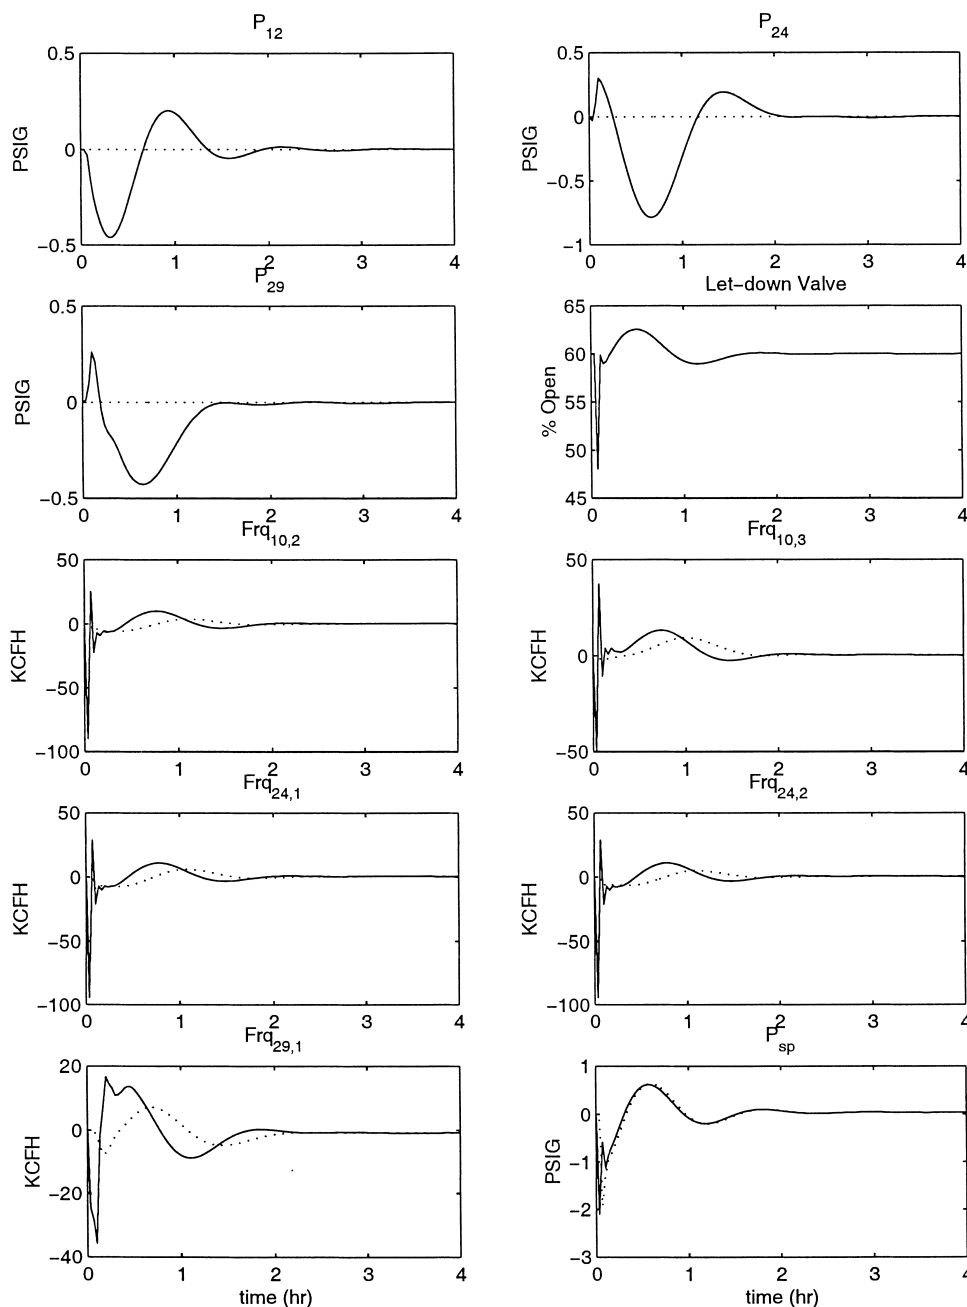 P12 P24
0.5 0.5
PSIG 0 PSIG 0
−0.5
−0.5 −1
0 1 2 3 4 0 1 2 3 4
P29 Let−down Valve
0.5 65
60
PSIG 0 % Open 55
50
−0.5 45
0 1 2 3 4 0 1 2 3 4
Frq10,2 Frq10,3
50 50
0
KCFH KCFH 0
−50
−100 −50
0 1 2 3 4 0 1 2 3 4
Frq24,1 Frq24,2
50 50
0 0
KCFH KCFH
−50 −50
−100 −100
0 1 2 3 4 0 1 2 3 4
Frq29,1 Psp
20 1
0 0
KCFH PSIG −1
−20 −2
−40 −3
0 1 2 3 4 0 1 2 3 4
time (hr) time (hr)